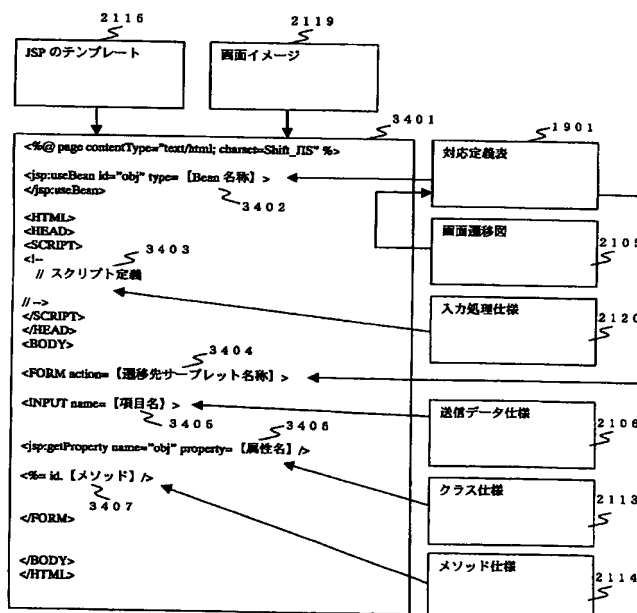 2116
2119
JSP のテンプレート
画面イメージ
3401
1901
<%@ page contentType="text/html; charset=Shift_JIS" %>
対応定義表
<jsp:useBean id="obj" type= 【Bean 名称】>
</jsp:useBean>
3402
<HTML>
<HEAD>
画面遷移図
2105
<SCRIPT>
<!--
3403
// スクリプト定義
入力処理仕様
2120
// -->
</SCRIPT>
</HEAD>
<BODY>
3404
<FORM action= 【遷移先サーブレット名称】>
<INPUT name= 【項目名】>
送信データ仕様
2106
3405
3406
<jsp:getProperty name="obj" property= 【属性名】/>
<%= id. 【メソッド】/>
クラス仕様
2113
3407
</FORM>
</BODY>
メソッド仕様
</HTML>
2114